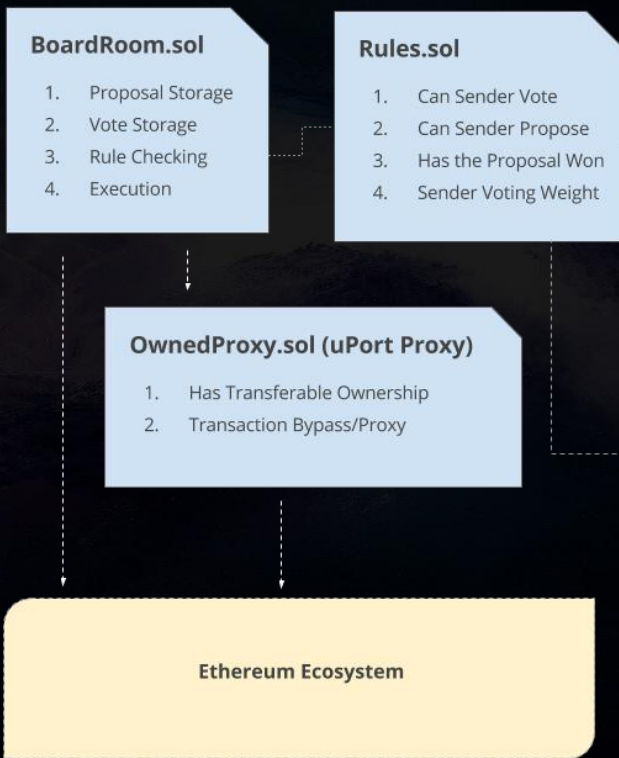 BoardRoom.sol
1. Proposal Storage
2. Vote Storage
3. Rule Checking
4. Execution
Rules.sol
1. Can Sender Vote
2. Can Sender Propose
3. Has the Proposal Won
4. Sender Voting Weight
OwnedProxy.sol (uPort Proxy)
1. Has Transferable Ownership
2. Transaction Bypass/Proxy
Ethereum Ecosystem